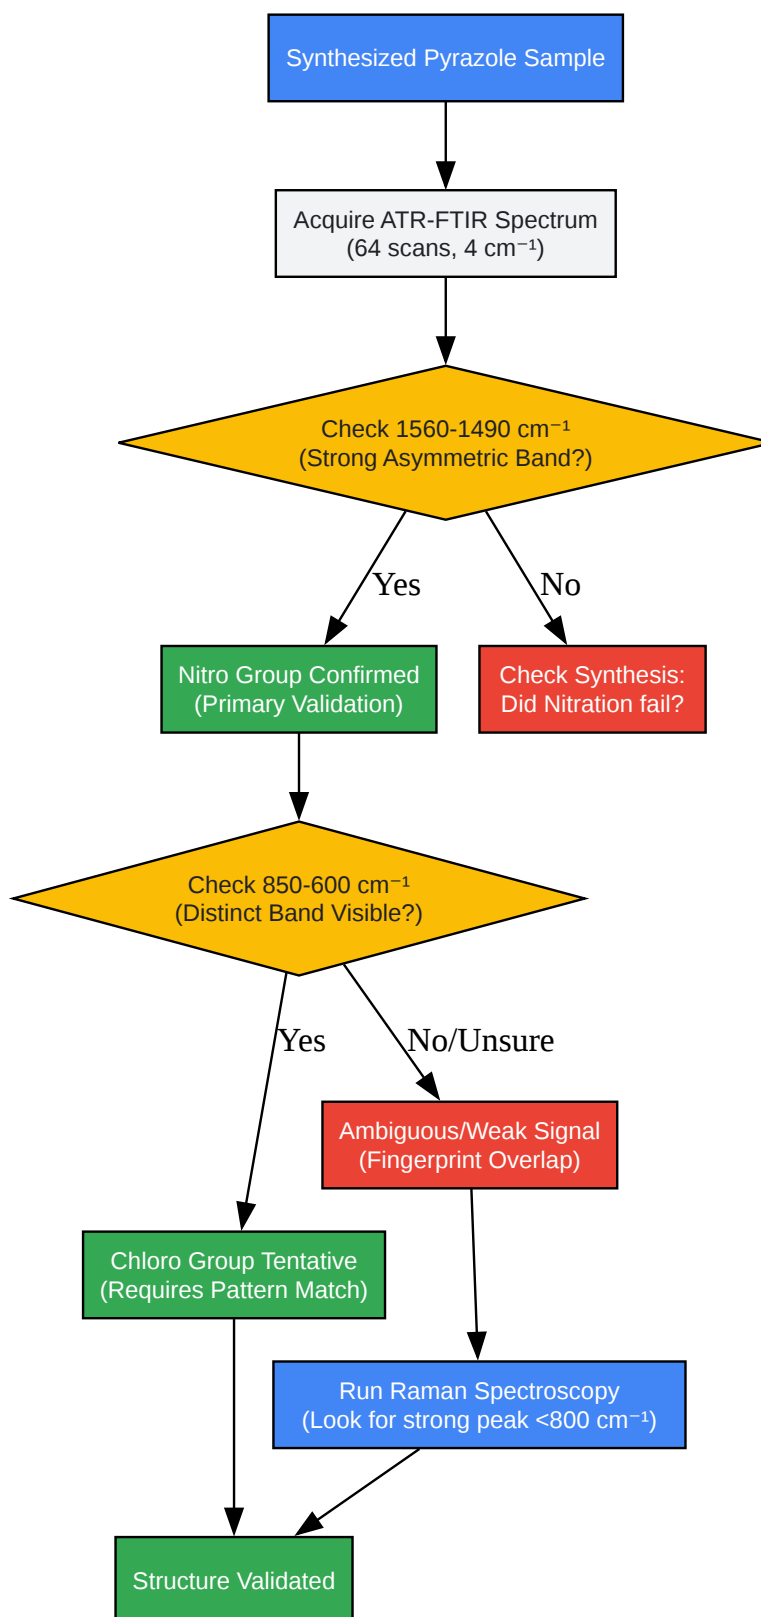 Synthesized Pyrazole Sample
Acquire ATR-FTIR Spectrum
(64 scans, 4 cm⁻¹)
Check 1560-1490 cm⁻¹
(Strong Asymmetric Band?)
Yes
No
Nitro Group Confirmed
(Primary Validation)
Check Synthesis:
Did Nitration fail?
Check 850-600 cm⁻¹
(Distinct Band Visible?)
Yes
No/Unsure
Ambiguous/Weak Signal
(Fingerprint Overlap)
Chloro Group Tentative
(Requires Pattern Match)
Run Raman Spectroscopy
(Look for strong peak <800 cm⁻¹)
Structure Validated